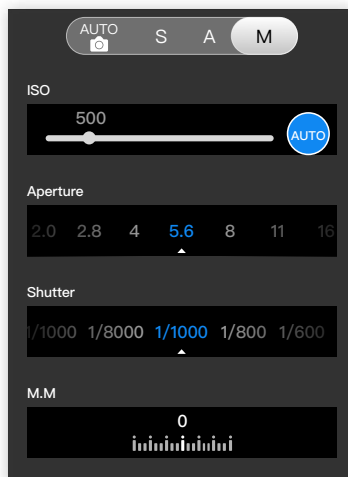 AUTO S A M
ISO
500
AUTO
Aperture
2.0 2.8 4 5.6 8 11 16
Shutter
1/1000 1/8000 1/1000 1/800 1/600
M.M
0